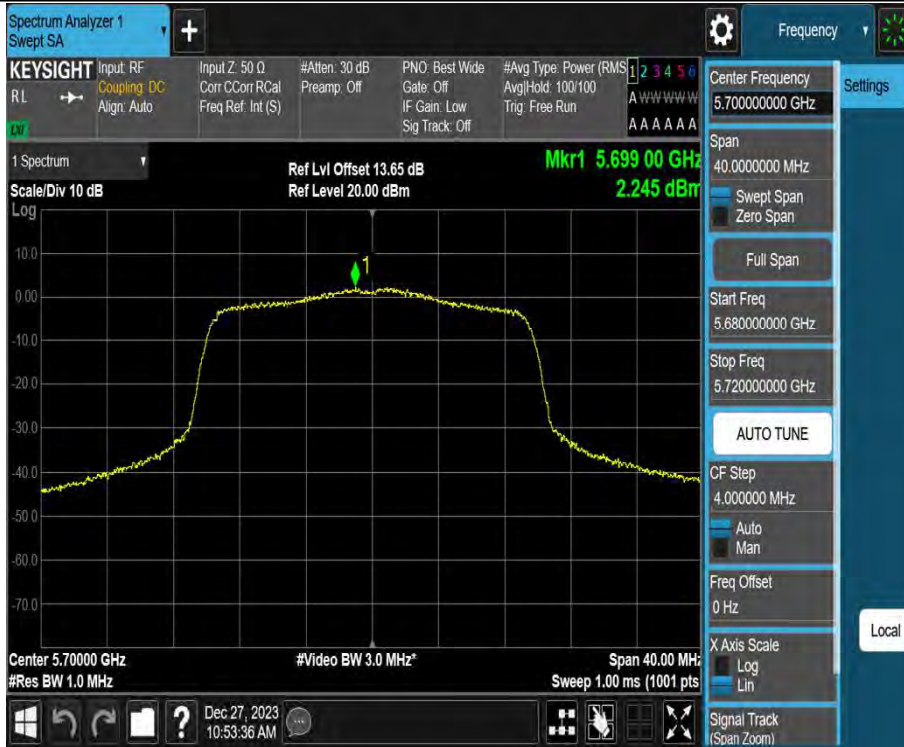 Spectrum Analyzer 1
Swept SA
+
Frequency
KEYSIGHT
R L
LXI
Input: RF
Coupling: DC
Align: Auto
Input Z: 50 Ω
Corr CCorr RCal
Freq Ref: Int (S)
#Atten: 30 dB
Preamp: Off
PNO: Best Wide
Gate: Off
IF Gain: Low
Sig Track: Off
#Avg Type: Power (RMS
Avg|Hold: 100/100
Trig: Free Run
1 2 3 4 5 6
A W W W W W
A A A A A A
1 Spectrum
Scale/Div 10 dB
Log
Ref Lvl Offset 13.65 dB
Ref Level 20.00 dBm
Mkr1 5.699 00 GHz
2.245 dBm
1
10.0
0.00
-10.0
-20.0
-30.0
-40.0
-50.0
-60.0
-70.0
Center 5.70000 GHz
#Res BW 1.0 MHz
#Video BW 3.0 MHz*
Span 40.00 MHz
Sweep 1.00 ms (1001 pts
?
Dec 27, 2023
10:53:36 AM
Center Frequency
5.700000000 GHz
Span
40.0000000 MHz
Swept Span
Zero Span
Full Span
Start Freq
5.680000000 GHz
Stop Freq
5.720000000 GHz
AUTO TUNE
CF Step
4.000000 MHz
Auto
Man
Freq Offset
0 Hz
X Axis Scale
Log
Lin
Signal Track
(Span Zoom)
Settings
Local